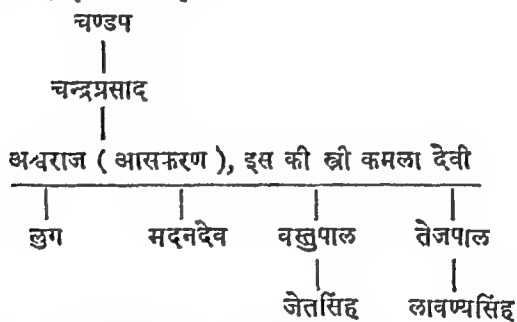 चण्डप
चन्द्रप्रसाद
अश्वराज ( आसकरण ), इस की स्त्री कमला देवी
लुग मदनदेव वस्तुपाल तेजपाल
जेतसिंह लावण्यसिंह